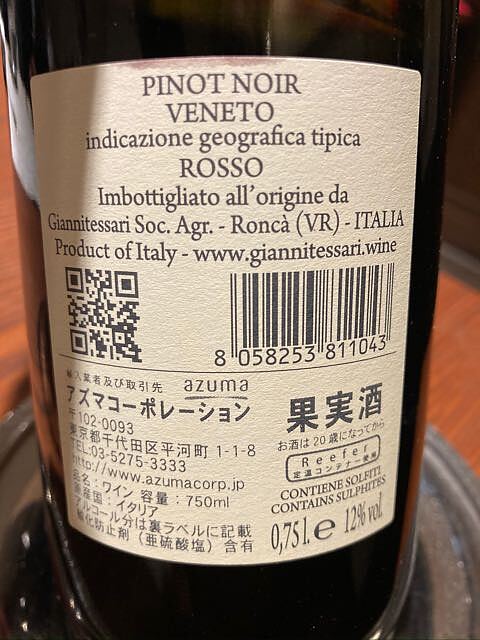 PINOT NOIR
VENETO
indicazione geografica tipica
ROSSO
Imbottigliato all'origine da
Giannitessari Soc. Agr. - Roncà (VR) - ITALIA
Product of Italy - www.giannitessari.wine
8 058253 811043
輸入業者及び取引先 azuma
アズマコーポレーション
〒102-0093
東京都千代田区平河町 1-1-8
TEL:03-5275-3333
http://www.azumacorp.jp
品名:ワイン 容量:750ml
原産国:イタリア
アルコール分は裏ラベルに記載
酸化防止剤(亜硫酸塩)含有
果実酒
お酒は20歳になってから
Reefer
定温コンテナー使用
CONTIENE SOLFITI
CONTAINS SULPHITES
0,75 l. e 12% vol.